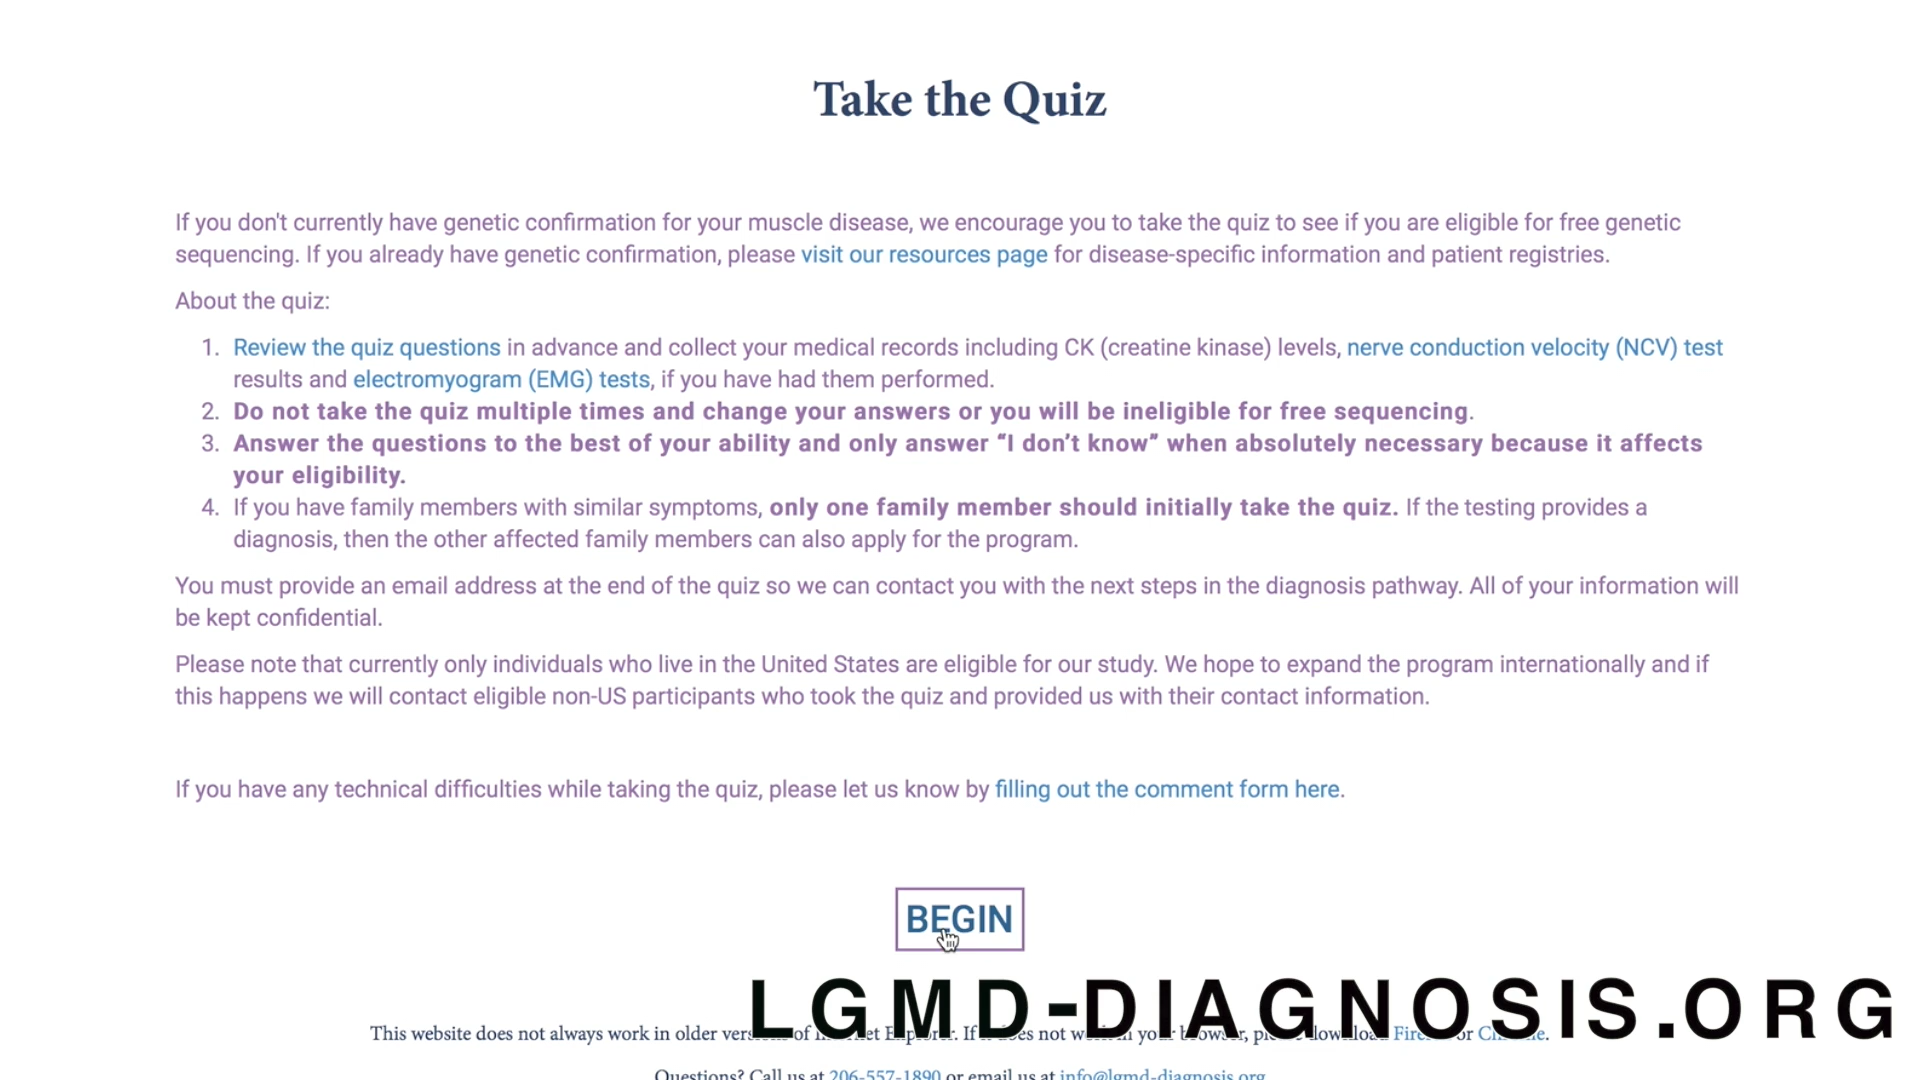 Take the Quiz
If you don't currently have genetic confirmation for your muscle disease, we encourage you to take the quiz to see if you are eligible for free genetic
sequencing. If you already have genetic confirmation, please visit our resources page for disease-specific information and patient registries.
About the quiz:
1. Review the quiz questions in advance and collect your medical records including CK (creatine kinase) levels, nerve conduction velocity (NCV) test
results and electromyogram (EMG) tests, if you have had them performed.
2. Do not take the quiz multiple times and change your answers or you will be ineligible for free sequencing.
3. Answer the questions to the best of your ability and only answer “I don’t know” when absolutely necessary because it affects
your eligibility.
4. If you have family members with similar symptoms, only one family member should initially take the quiz. If the testing provides a
diagnosis, then the other affected family members can also apply for the program.
You must provide an email address at the end of the quiz so we can contact you with the next steps in the diagnosis pathway. All of your information will
be kept confidential.
Please note that currently only individuals who live in the United States are eligible for our study. We hope to expand the program internationally and if
this happens we will contact eligible non-US participants who took the quiz and provided us with their contact information.
If you have any technical difficulties while taking the quiz, please let us know by filling out the comment form here.
BEGIN
LGMD-DIAGNOSIS.ORG
This website does not always work in older of If does not in your browser, or
Questions? Call us at 206-557-1890 or email us at info@lgmd-diagnosis.org